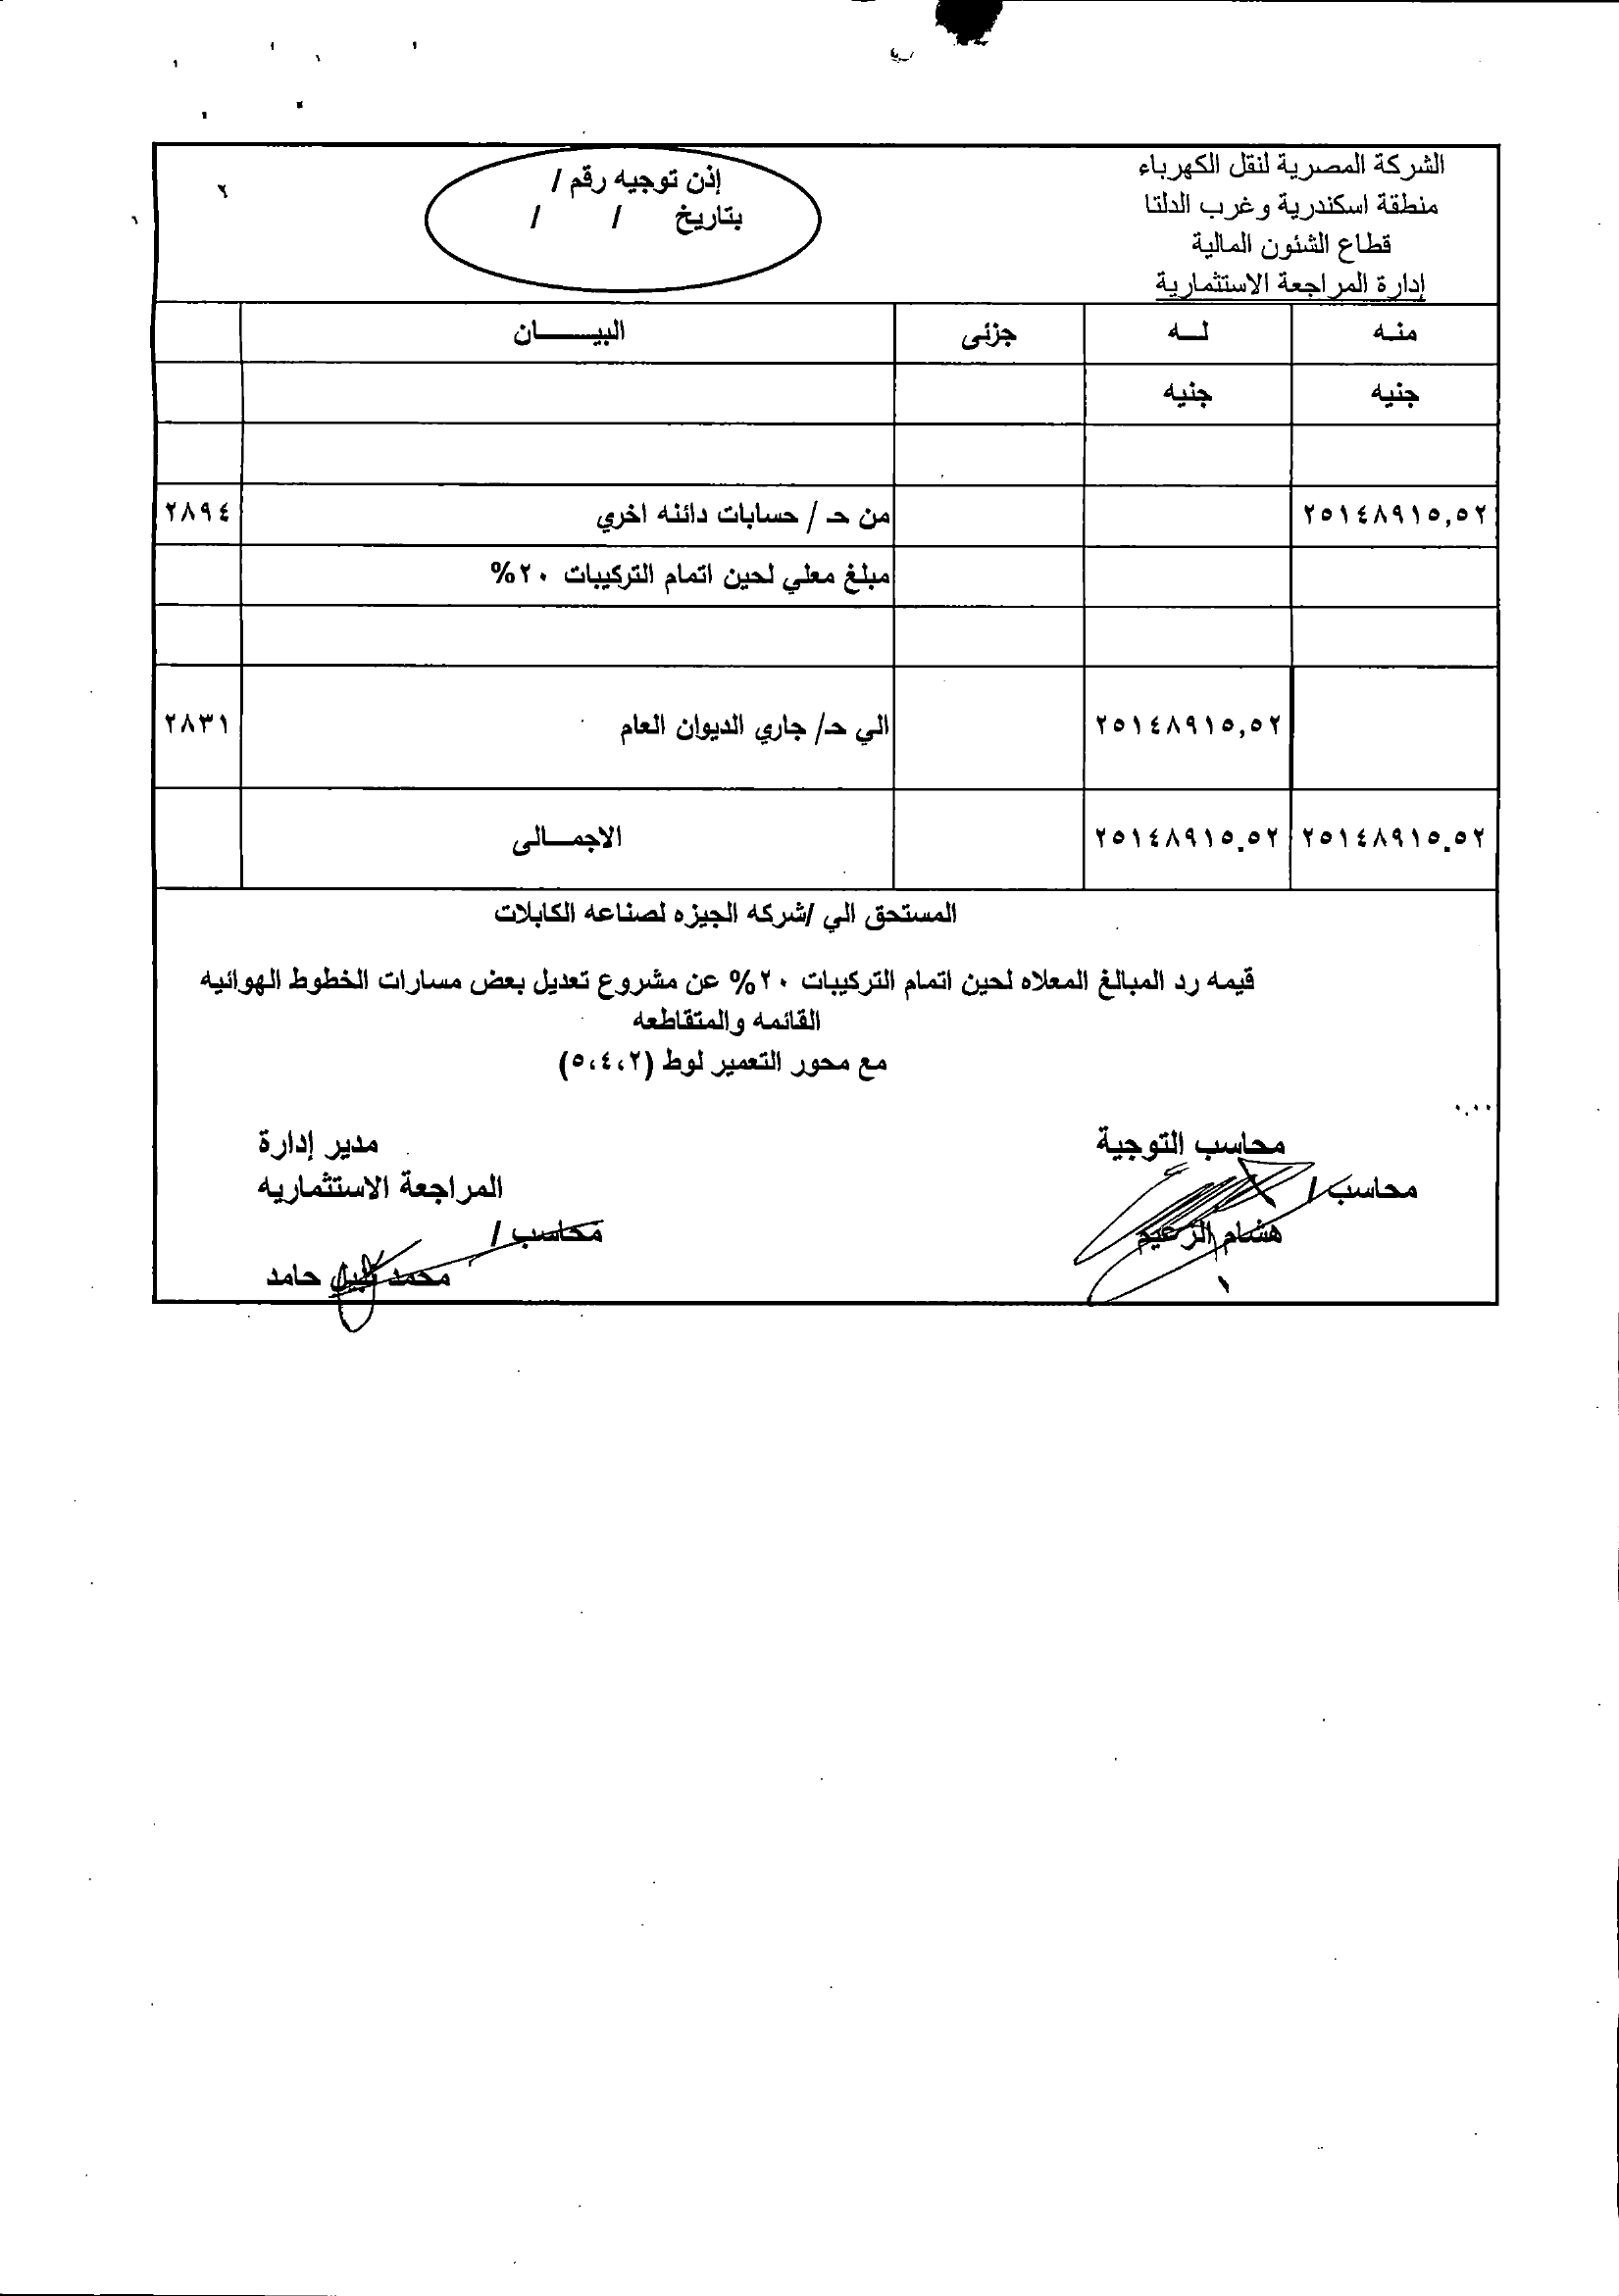 الشركة المصرية لنقل الكهرباء
منطقة اسكندرية وغرب الدلتا
قطاع الشئون المالية
إدارة المراجعة الاستثمارية
إذن توجيه رقم /
بتاريخ / /
منه له جزئى البيــــــان
جنيه جنيه
٢٥١٤٨٩١٥,٥٢ من حـ / حسابات دائنه اخري ٢٨٩٤
مبلغ معلي لحين اتمام التركيبات ٢٠%
٢٥١٤٨٩١٥,٥٢ الي حـ/ جاري الديوان العام ٢٨٣١
٢٥١٤٨٩١٥.٥٢ ٢٥١٤٨٩١٥.٥٢ الاجمـــالى
المستحق الي /شركه الجيزه لصناعه الكابلات
قيمه رد المبالغ المعلاه لحين اتمام التركيبات ٢٠% عن مشروع تعديل بعض مسارات الخطوط الهوائيه
القائمه والمتقاطعه
مع محور التعمير لوط (٥،٤،٢)
٠.٠٠
محاسب التوجية
محاسب /
هشام الزعيم
مدير إدارة
المراجعة الاستثماريه
محاسب /
محمد نبيل حامد